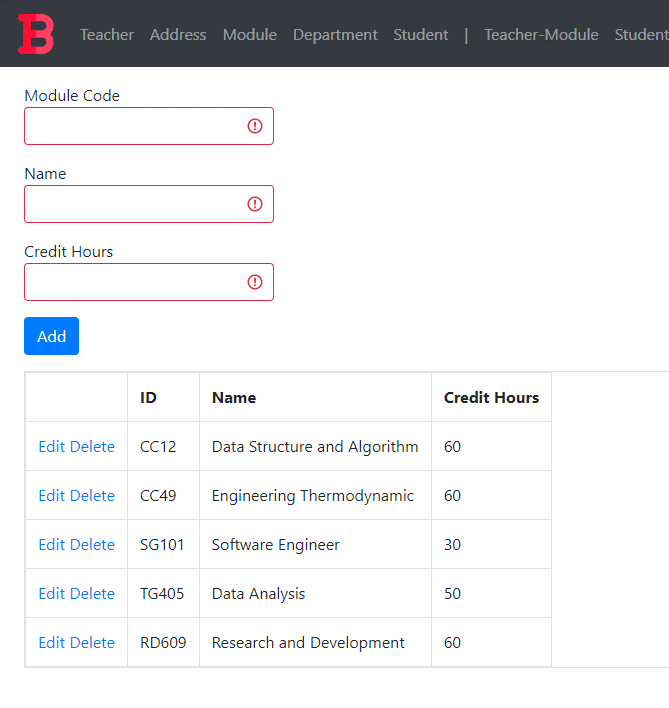 B
Teacher Address Module Department Student | Teacher-Module Student
Module Code
Name
Credit Hours
Add
ID Name Credit Hours
Edit Delete CC12 Data Structure and Algorithm 60
Edit Delete CC49 Engineering Thermodynamic 60
Edit Delete SG101 Software Engineer 30
Edit Delete TG405 Data Analysis 50
Edit Delete RD609 Research and Development 60